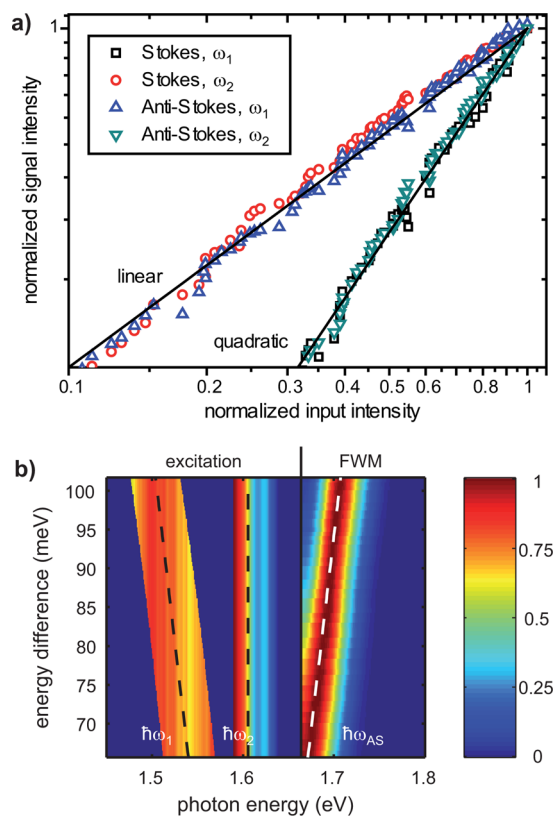 a)
1
Stokes, ω1
Stokes, ω2
Anti-Stokes, ω1
Anti-Stokes, ω2
normalized signal intensity
1
linear
quadratic
0.1 0.2 0.3 0.4 0.5 0.6 0.8 1
normalized input intensity
b)
excitation FWM
100
95
90
85
80
75
70
energy difference (meV)
ħω1 ħω2 ħωAS
1.5 1.6 1.7 1.8
photon energy (eV)
1
0.75
0.5
0.25
0